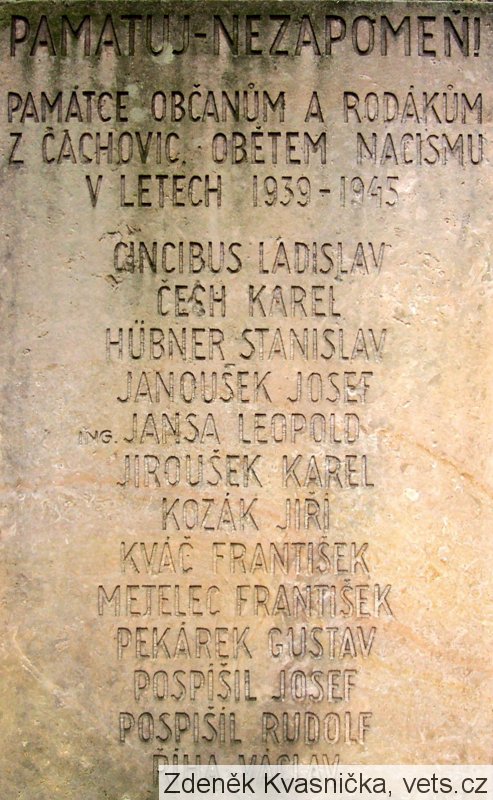 PAMATUJ-NEZAPOMEŇ!
PAMÁTCE OBČANŮM A RODÁKŮM
Z ČACHOVIC, OBĚTEM NACISMU
V LETECH 1939-1945
CINCIBUS LADISLAV
ČECH KAREL
HÜBNER STANISLAV
JANOUŠEK JOSEF
ING. JANSA LEOPOLD
JIROUŠEK KAREL
KOZÁK JIŘÍ
KVÁČ FRANTIŠEK
METELEC FRANTIŠEK
PEKÁREK GUSTAV
POSPÍŠIL JOSEF
POSPÍŠIL RUDOLF
ŘÍHA VÁCLAV
Zdeněk Kvasnička, vets.cz